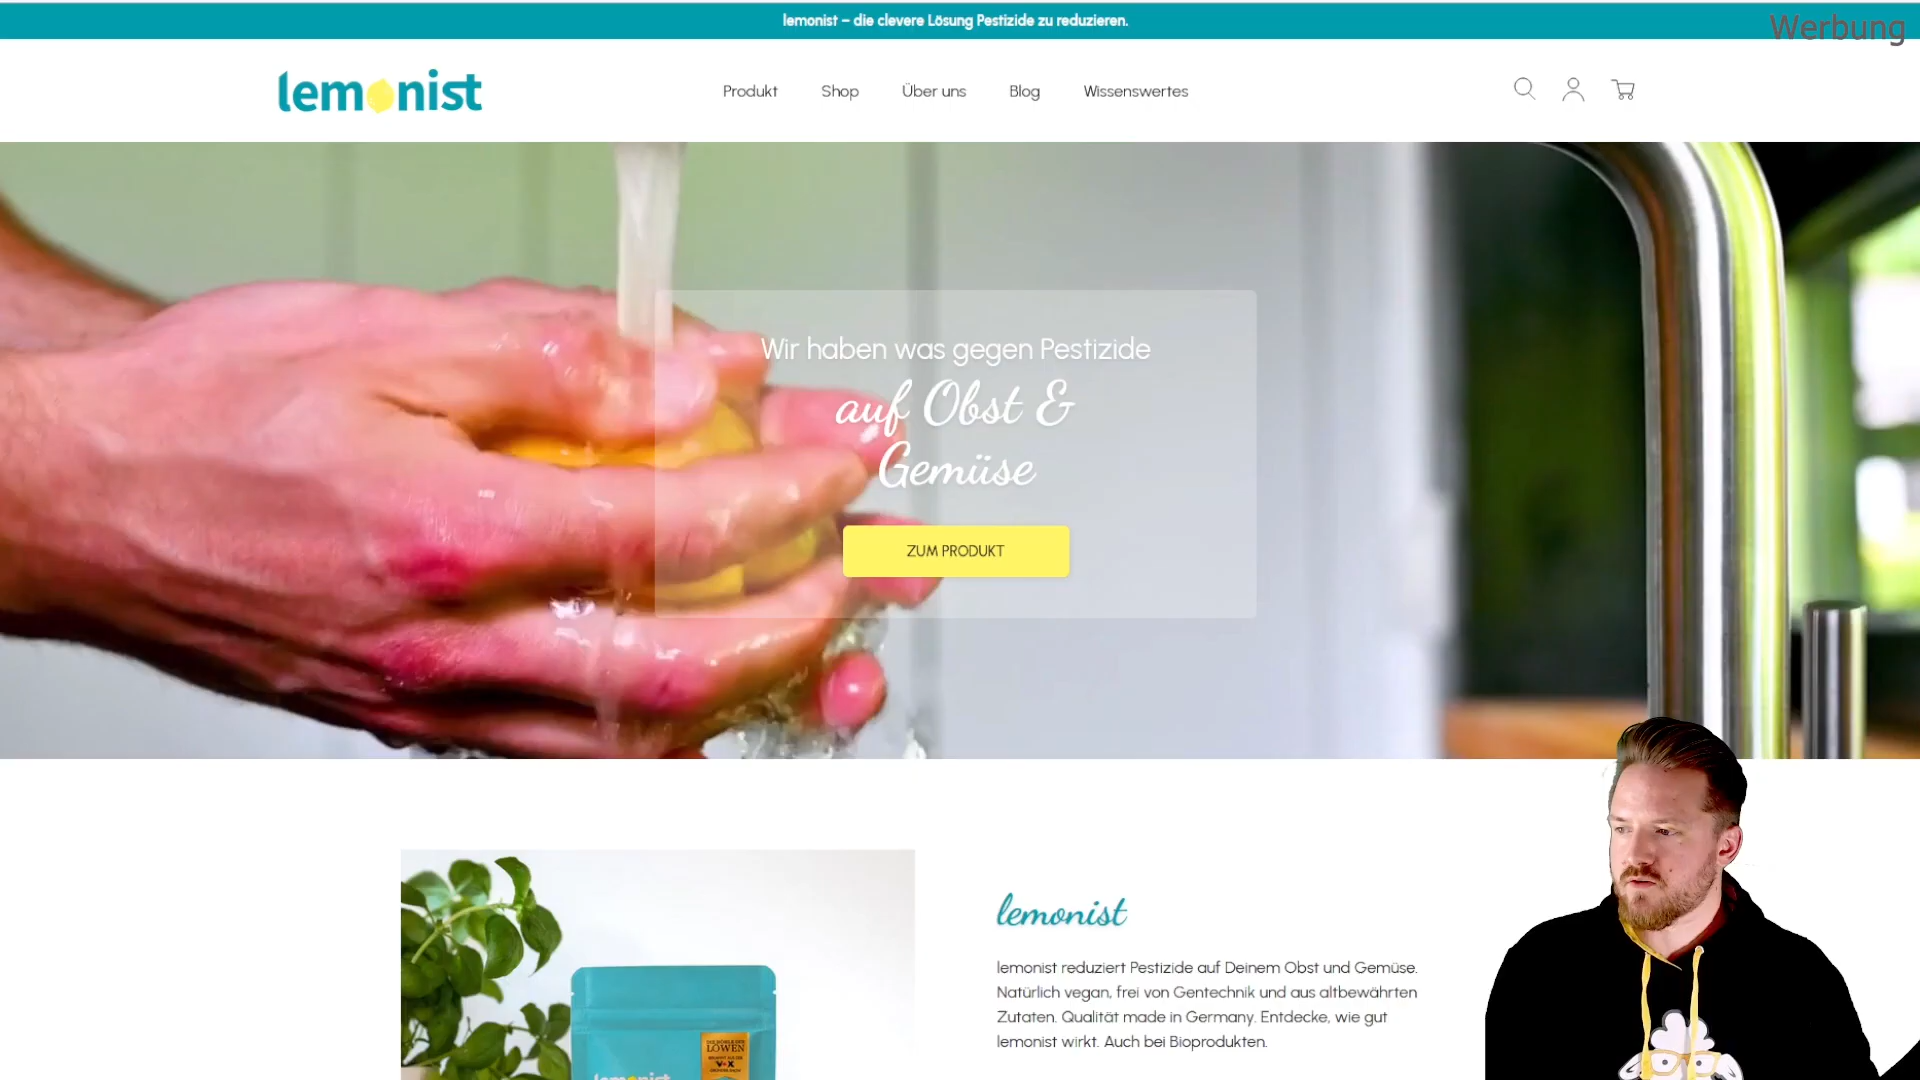 lemonist – die clevere Lösung Pestizide zu reduzieren.
Werbung
lemonist
Produkt Shop Über uns Blog Wissenswertes
Wir haben was gegen Pestizide
auf Obst &
Gemüse
ZUM PRODUKT
lemonist
lemonist reduziert Pestizide auf Deinem Obst und Gemüse.
Natürlich vegan, frei von Gentechnik und aus altbewährten
Zutaten. Qualität made in Germany. Entdecke, wie gut
lemonist wirkt. Auch bei Bioprodukten.
LÖWEN
lemonist